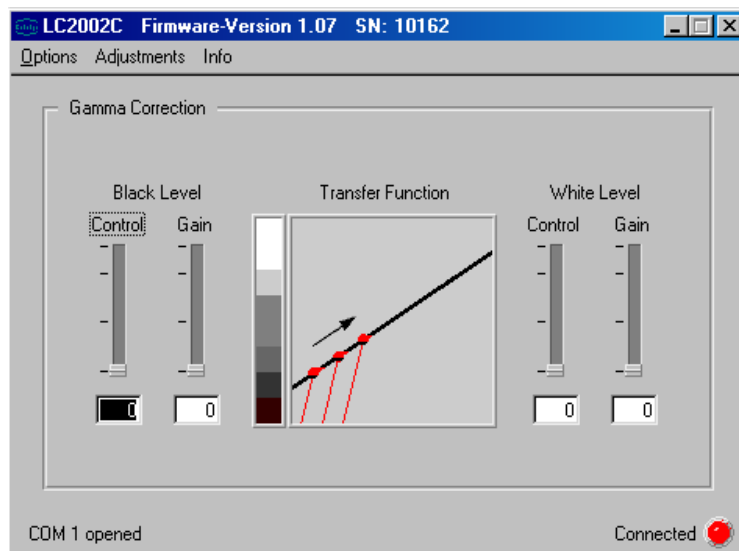 LC2002C Firmware-Version 1.07 SN: 10162
Options Adjustments Info
Gamma Correction
Black Level Transfer Function White Level
Control Gain Control Gain
0 0 0 0
COM 1 opened Connected